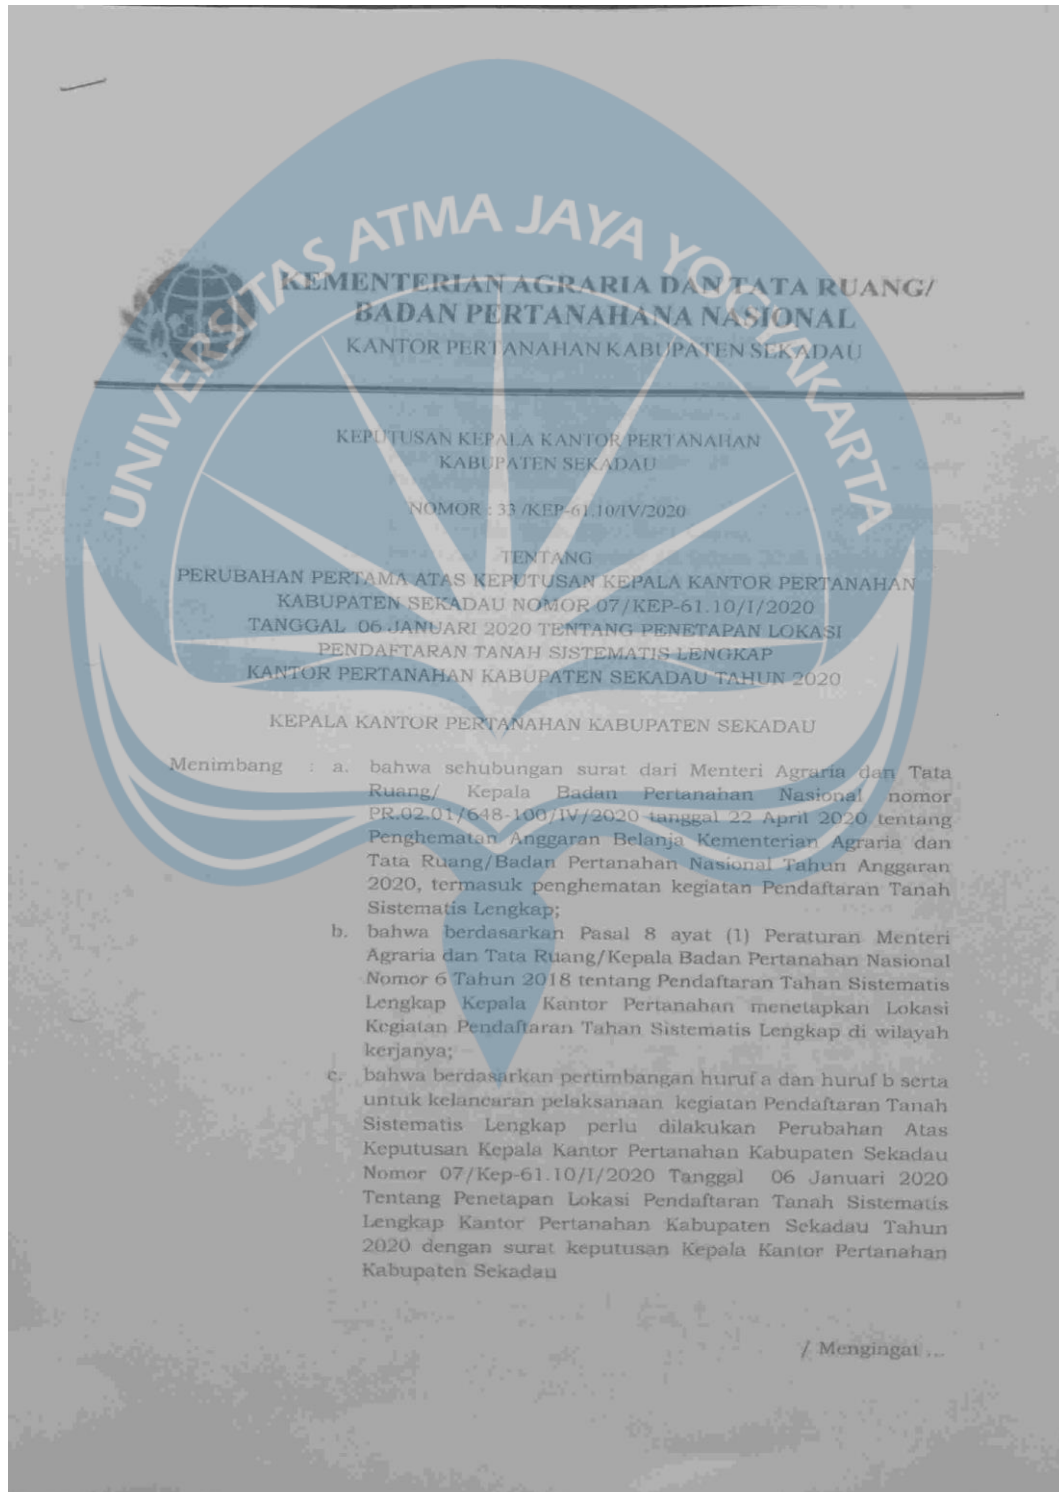 UNIVERSITAS ATMA JAYA YOGYAKARTA
KEMENTERIAN AGRARIA DAN TATA RUANG/
BADAN PERTANAHANA NASIONAL
KANTOR PERTANAHAN KABUPATEN SEKADAU
KEPUTUSAN KEPALA KANTOR PERTANAHAN
KABUPATEN SEKADAU
NOMOR : 33 /KEP-61.10/IV/2020
TENTANG
PERUBAHAN PERTAMA ATAS KEPUTUSAN KEPALA KANTOR PERTANAHAN
KABUPATEN SEKADAU NOMOR 07/KEP-61.10/I/2020
TANGGAL 06 JANUARI 2020 TENTANG PENETAPAN LOKASI
PENDAFTARAN TANAH SISTEMATIS LENGKAP
KANTOR PERTANAHAN KABUPATEN SEKADAU TAHUN 2020
KEPALA KANTOR PERTANAHAN KABUPATEN SEKADAU
Menimbang : a. bahwa sehubungan surat dari Menteri Agraria dan Tata
Ruang/ Kepala Badan Pertanahan Nasional nomor
PR.02.01/648-100/IV/2020 tanggal 22 April 2020 tentang
Penghematan Anggaran Belanja Kementerian Agraria dan
Tata Ruang/Badan Pertanahan Nasional Tahun Anggaran
2020, termasuk penghematan kegiatan Pendaftaran Tanah
Sistematis Lengkap;
b. bahwa berdasarkan Pasal 8 ayat (1) Peraturan Menteri
Agraria dan Tata Ruang/Kepala Badan Pertanahan Nasional
Nomor 6 Tahun 2018 tentang Pendaftaran Tahan Sistematis
Lengkap Kepala Kantor Pertanahan menetapkan Lokasi
Kegiatan Pendaftaran Tahan Sistematis Lengkap di wilayah
kerjanya;
c. bahwa berdasarkan pertimbangan huruf a dan huruf b serta
untuk kelancaran pelaksanaan kegiatan Pendaftaran Tanah
Sistematis Lengkap perlu dilakukan Perubahan Atas
Keputusan Kepala Kantor Pertanahan Kabupaten Sekadau
Nomor 07/Kep-61.10/I/2020 Tanggal 06 Januari 2020
Tentang Penetapan Lokasi Pendaftaran Tanah Sistematis
Lengkap Kantor Pertanahan Kabupaten Sekadau Tahun
2020 dengan surat keputusan Kepala Kantor Pertanahan
Kabupaten Sekadau
/ Mengingat ...